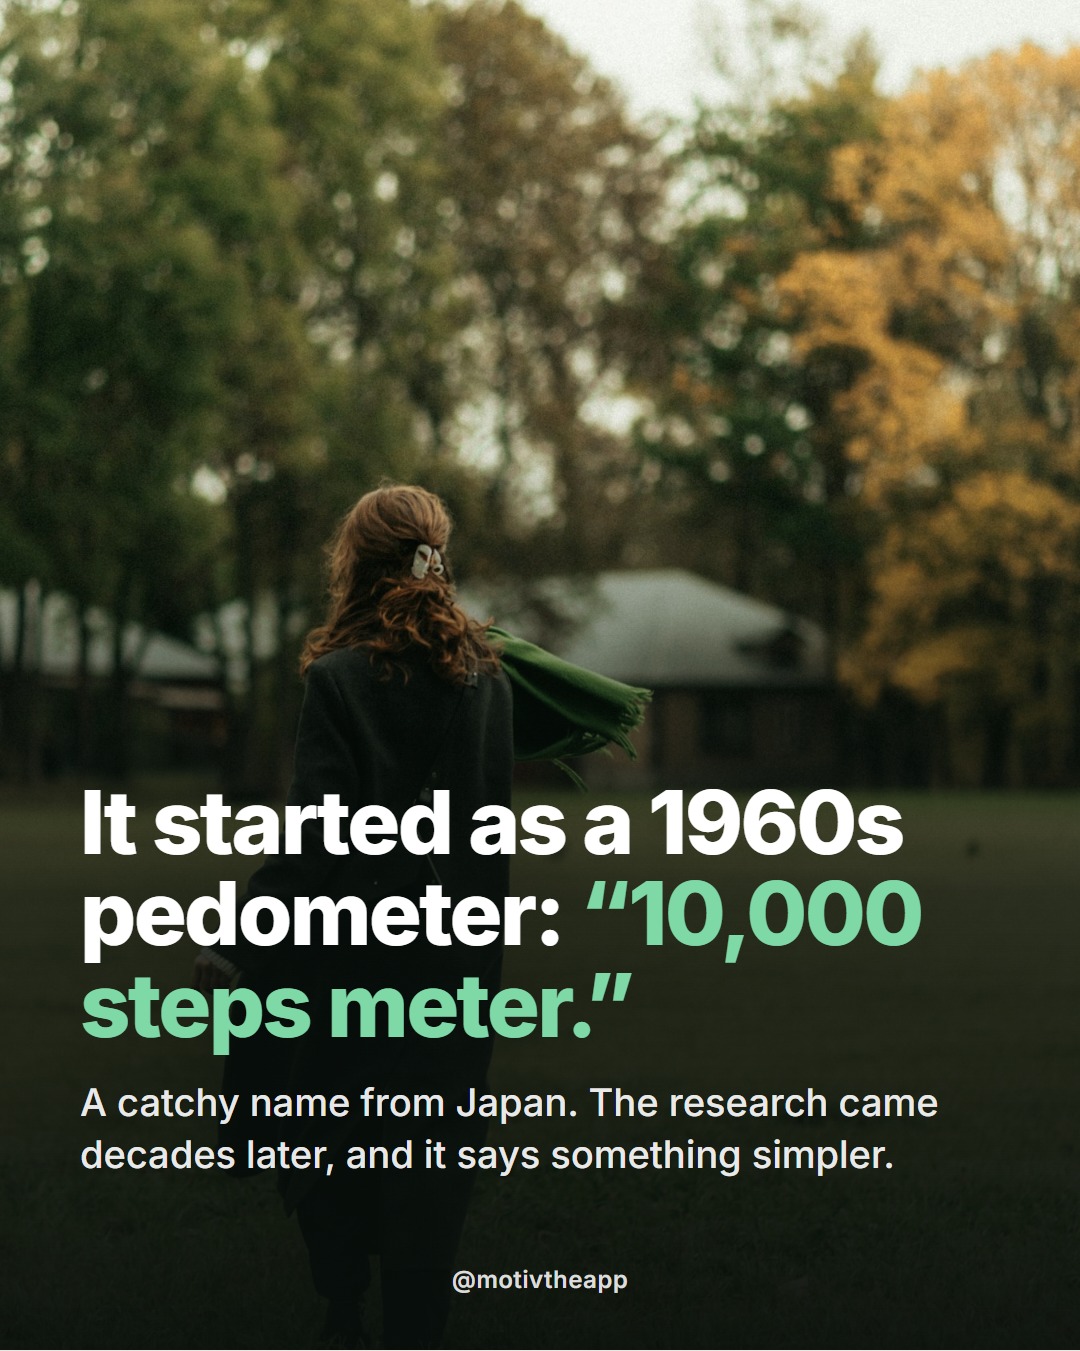 It started as a 1960s
pedometer: “10,000
steps meter.”
A catchy name from Japan. The research came
decades later, and it says something simpler.
@motivtheapp